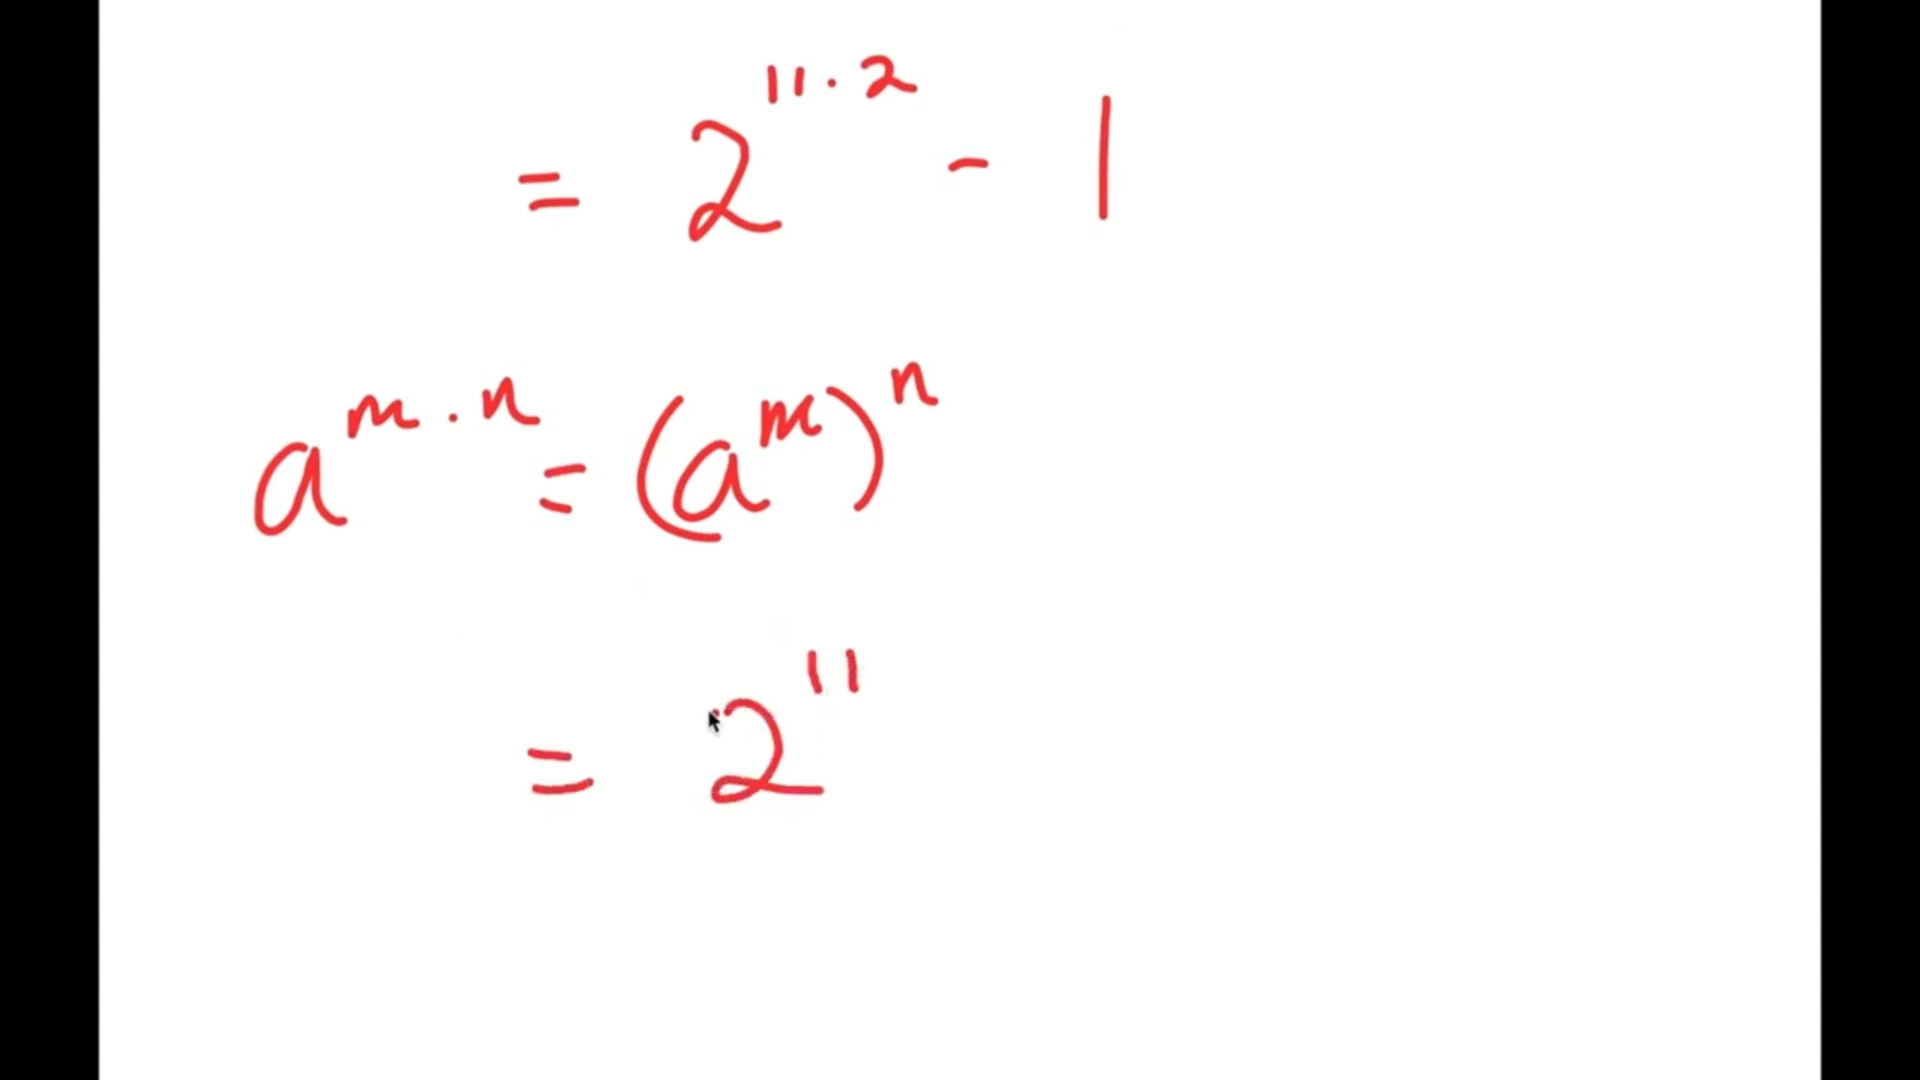 = 2^{11·2} - 1
a^{m·n} = (a^m)^n
= 2^{11}